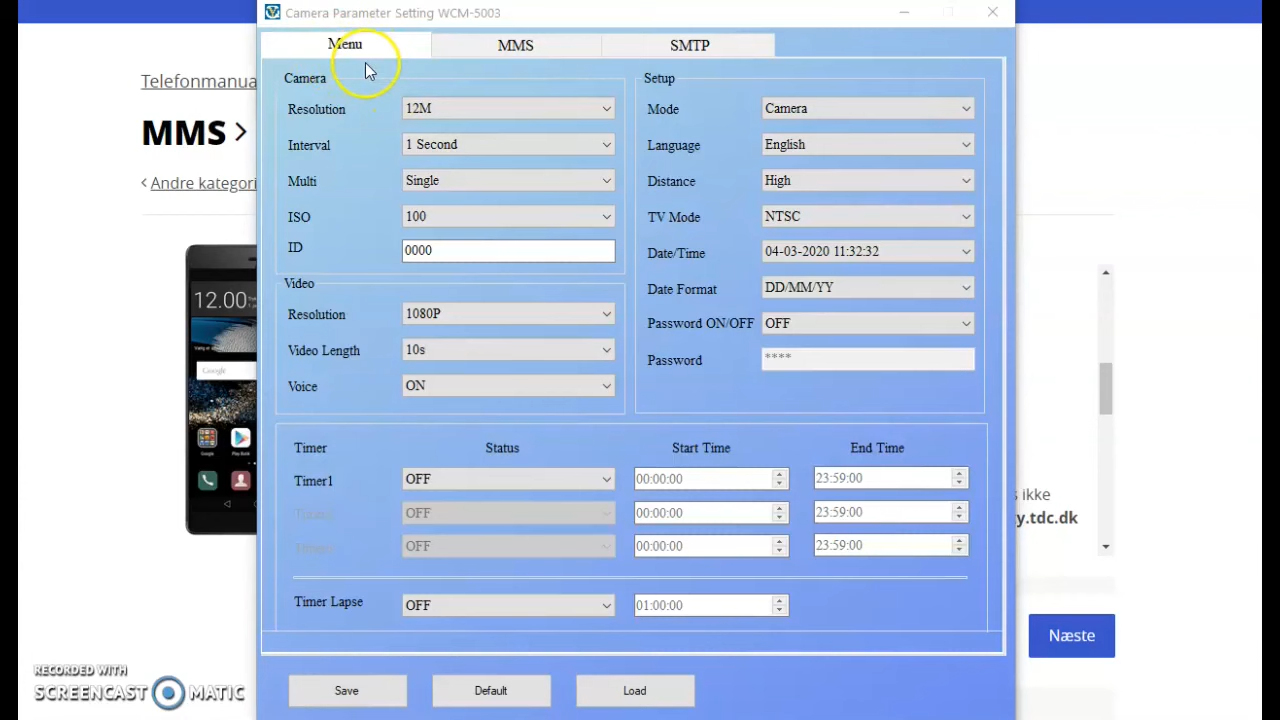 Camera Parameter Setting WCM-5003
Menu MMS SMTP
Telefonmanua
MMS >
< Andre kategori
Camera
Resolution 12M
Interval 1 Second
Multi Single
ISO 100
ID 0000
Setup
Mode Camera
Language English
Distance High
TV Mode NTSC
Date/Time 04-03-2020 11:32:32
Date Format DD/MM/YY
Password ON/OFF OFF
Password ****
Video
Resolution 1080P
Video Length 10s
Voice ON
12.00
Google
Timer Status Start Time End Time
Timer1 OFF 00:00:00 23:59:00
OFF 00:00:00 23:59:00
OFF 00:00:00 23:59:00
Timer Lapse OFF 01:00:00
s ikke
y.tdc.dk
Næste
Save Default Load
RECORDED WITH
SCREENCAST MATIC